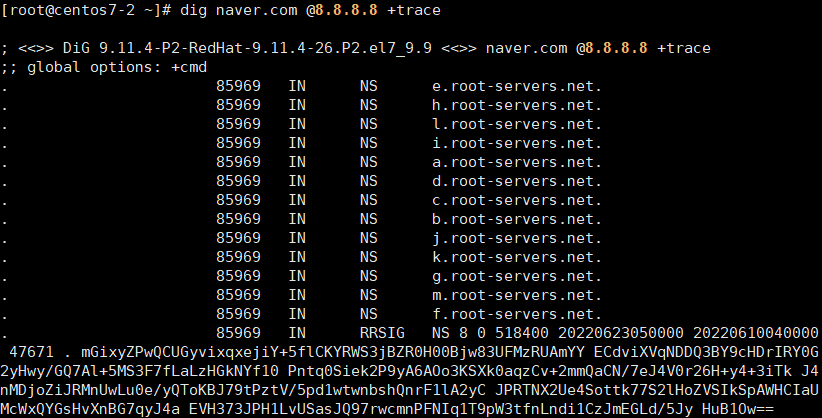 [root@centos7-2 ~]# dig naver.com @8.8.8.8 +trace
; <<>> DiG 9.11.4-P2-RedHat-9.11.4-26.P2.el7_9.9 <<>> naver.com @8.8.8.8 +trace
;; global options: +cmd
. 85969 IN NS e.root-servers.net.
. 85969 IN NS h.root-servers.net.
. 85969 IN NS l.root-servers.net.
. 85969 IN NS i.root-servers.net.
. 85969 IN NS a.root-servers.net.
. 85969 IN NS d.root-servers.net.
. 85969 IN NS c.root-servers.net.
. 85969 IN NS b.root-servers.net.
. 85969 IN NS j.root-servers.net.
. 85969 IN NS k.root-servers.net.
. 85969 IN NS g.root-servers.net.
. 85969 IN NS m.root-servers.net.
. 85969 IN NS f.root-servers.net.
. 85969 IN RRSIG NS 8 0 518400 20220623050000 20220610040000
47671 . mGixyZPwQCUGyvixqxejiY+5flCKYRWS3jBZR0H00Bjw83UFMzRUAmYY ECdviXVqNDDQ3BY9cHDrIRY0G
2yHwy/GQ7Al+5MS3F7fLaLzHGkNYf10 Pntq0Siek2P9yA6AOo3KSXk0aqzCv+2mmQaCN/7eJ4V0r26H+y4+3iTk J4
nMDjoZiJRMnUwLu0e/yQToKBJ79tPztV/5pd1wtwnbshQnrF1lA2yC JPRTNX2Ue4Sottk77S2lHoZVSIkSpAWHCIaU
McWxQYGsHvXnBG7qyJ4a EVH373JPH1LvUSasJQ97rwcmnPFNIq1T9pW3tfnLndi1CzJmEGLd/5Jy HuB1Ow==